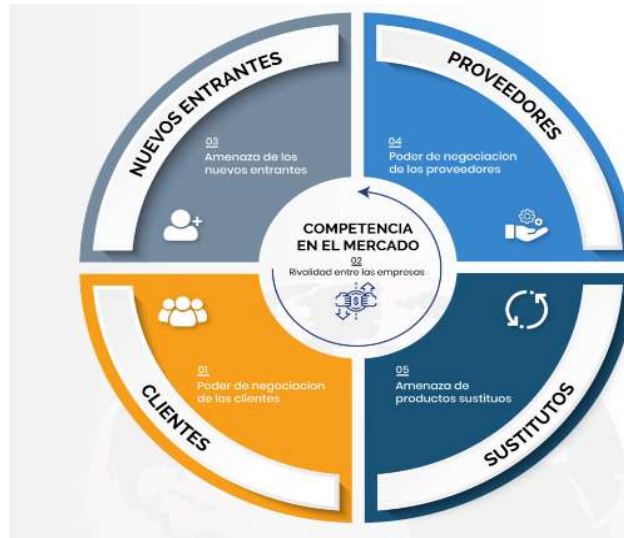 NUEVOS ENTRANTES
03
Amenaza de los
nuevos entrantes
PROVEEDORES
04
Poder de negociacion
de los proveedores
COMPETENCIA
EN EL MERCADO
02
Rivalidad entre las empresas
$
CLIENTES
01
Poder de negociacion
de los clientes
SUSTITUTOS
05
Amenaza de
productos sustituos